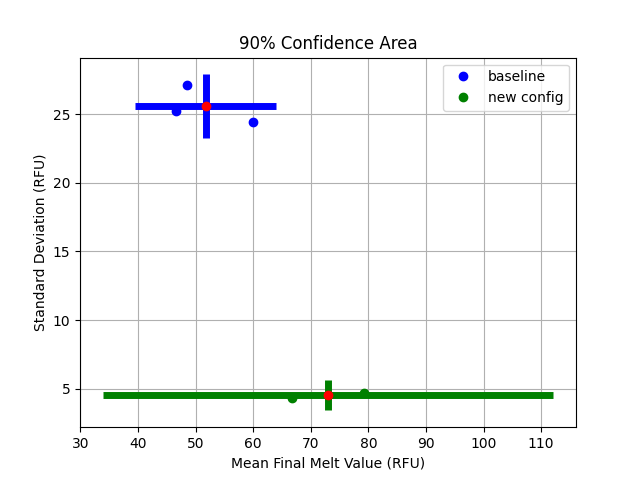 90% Confidence Area
baseline
new config
Standard Deviation (RFU)
25
20
15
10
5
30 40 50 60 70 80 90 100 110
Mean Final Melt Value (RFU)